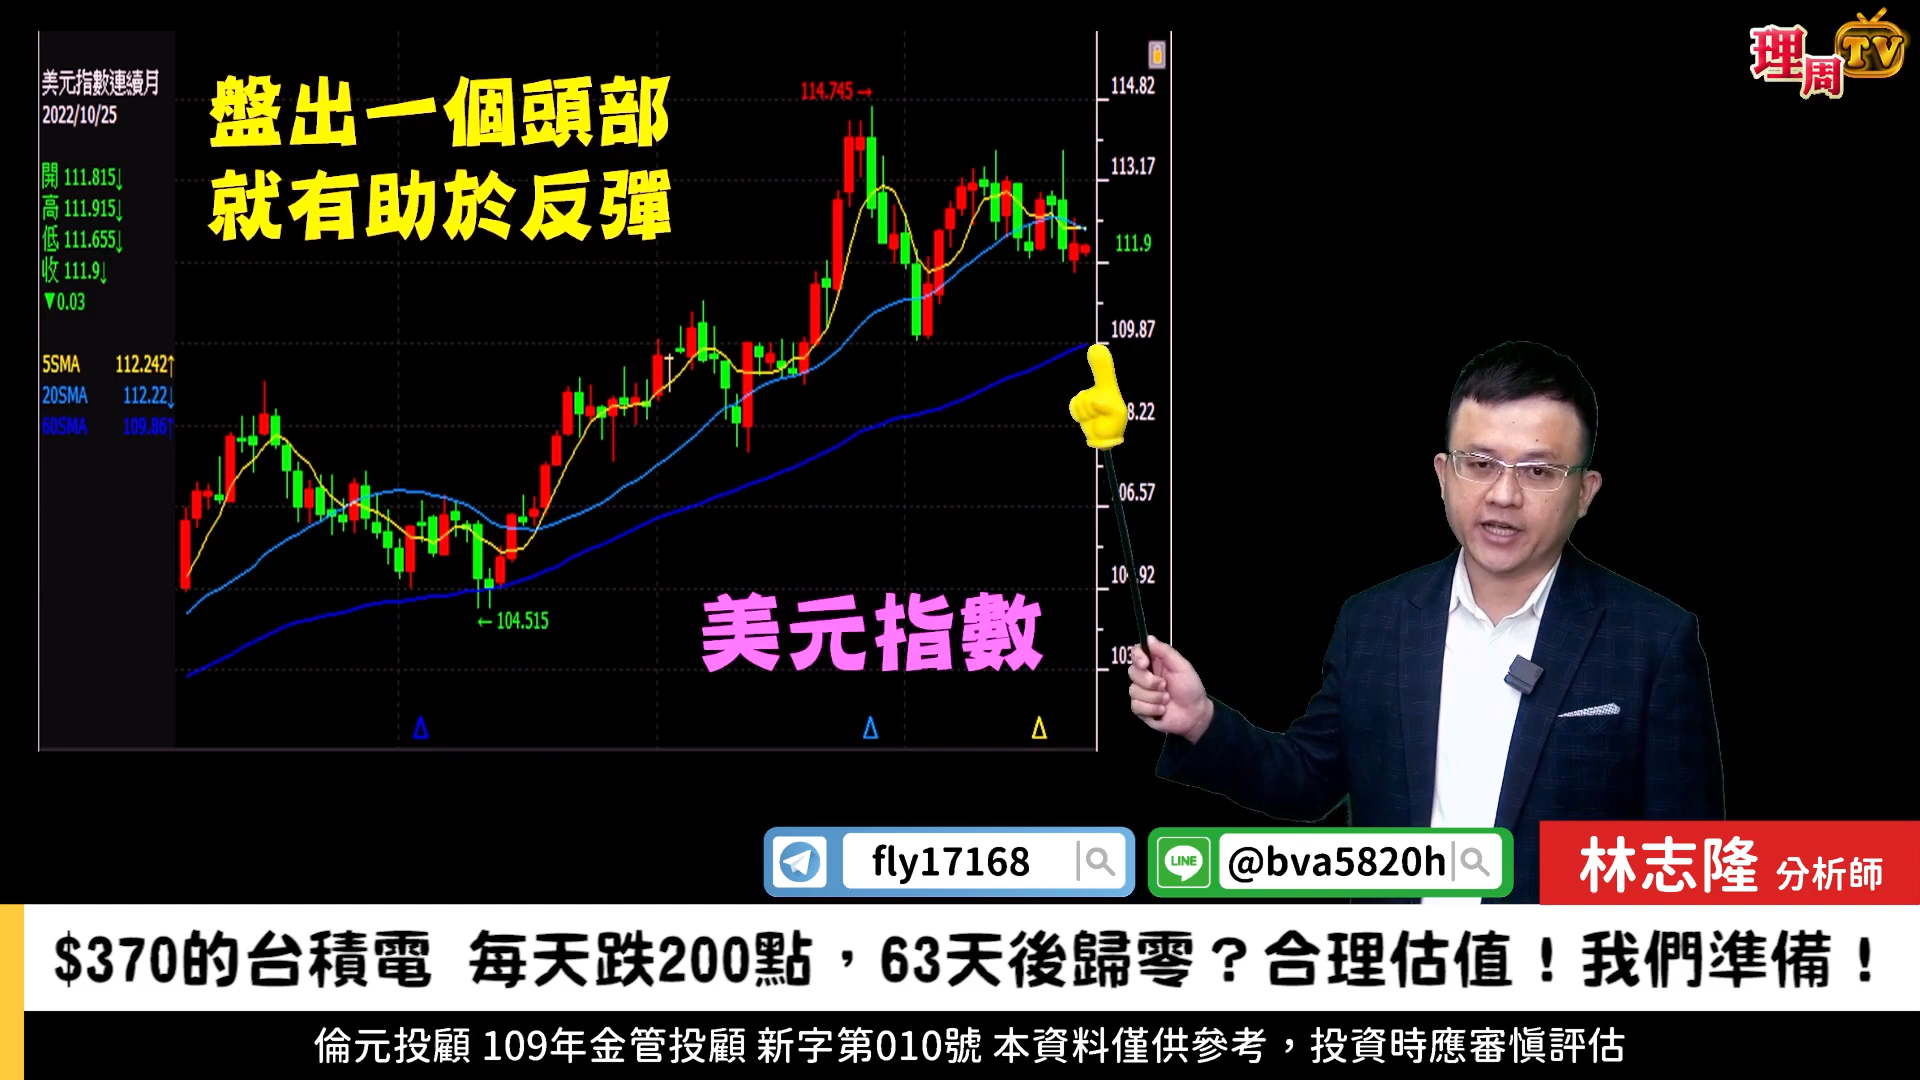 美元指數連續月
2022/10/25
開 111.815↓
高 111.915↓
低 111.655↓
收 111.9↓
▼0.03
5SMA 112.242↑
20SMA 112.22↓
60SMA 109.86↑
盤出一個頭部
就有助於反彈
114.745→
←104.515
美元指數
114.82
113.17
111.9
109.87
8.22
06.57
104.92
103
理周TV
fly17168
LINE
@bva5820h
林志隆 分析師
$370的台積電 每天跌200點，63天後歸零？合理估值！我們準備！
倫元投顧 109年金管投顧 新字第010號 本資料僅供參考，投資時應審慎評估